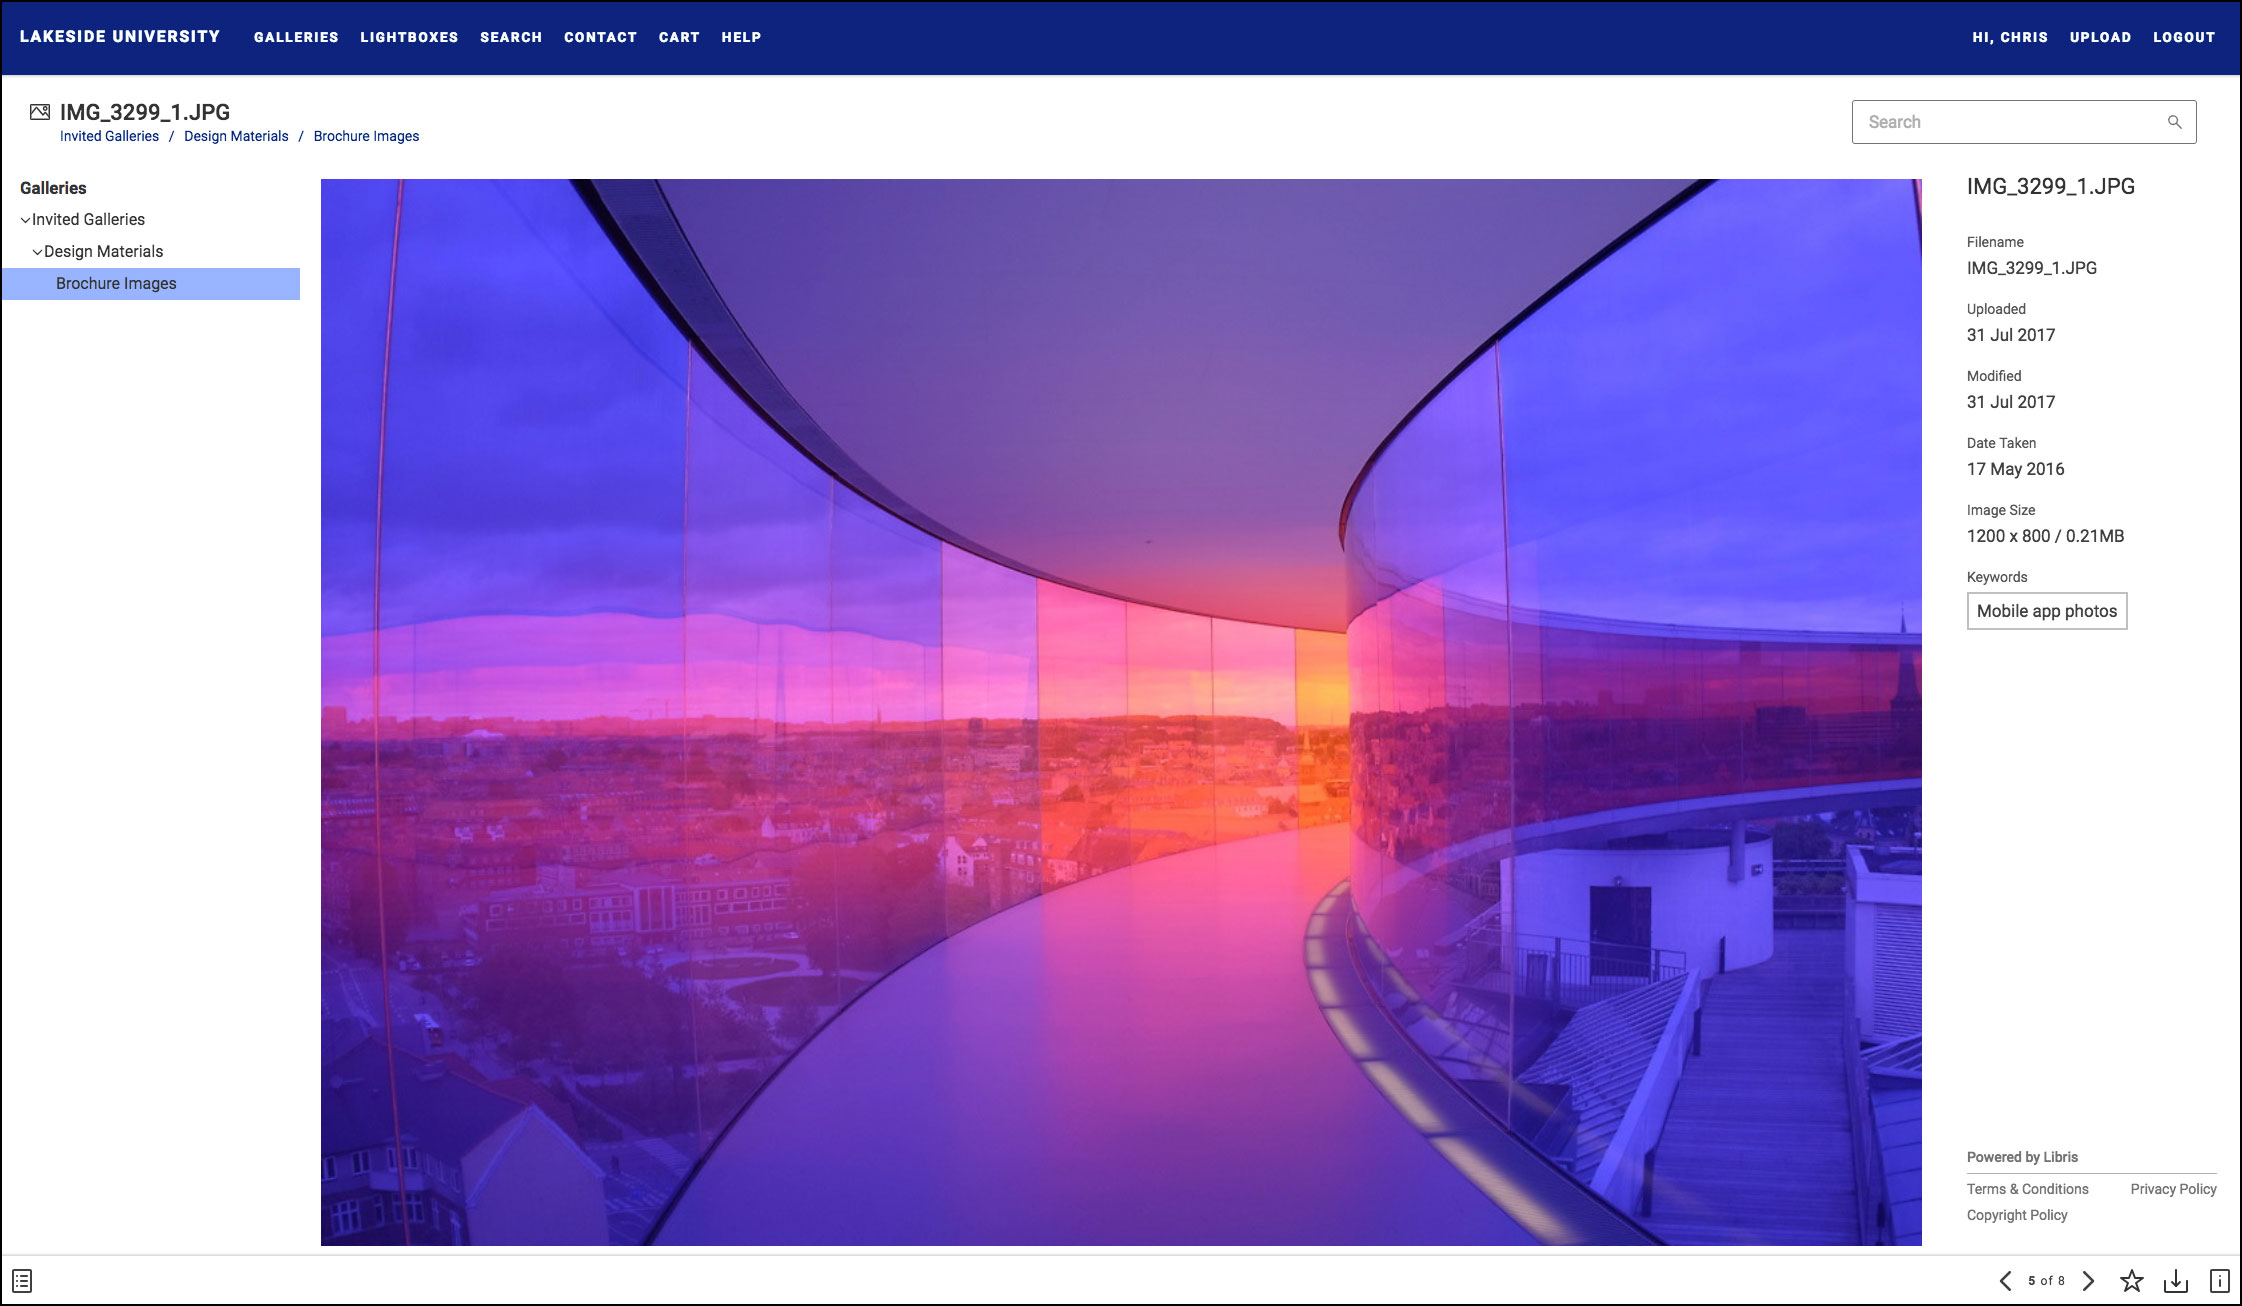 LAKESIDE UNIVERSITY GALLERIES LIGHTBOXES SEARCH CONTACT CART HELP HI, CHRIS UPLOAD LOGOUT
IMG_3299_1.JPG
Invited Galleries / Design Materials / Brochure Images
Search
Galleries
Invited Galleries
Design Materials
Brochure Images
IMG_3299_1.JPG
Filename
IMG_3299_1.JPG
Uploaded
31 Jul 2017
Modified
31 Jul 2017
Date Taken
17 May 2016
Image Size
1200 x 800 / 0.21MB
Keywords
Mobile app photos
Powered by Libris
Terms & Conditions Privacy Policy
Copyright Policy
5 of 8